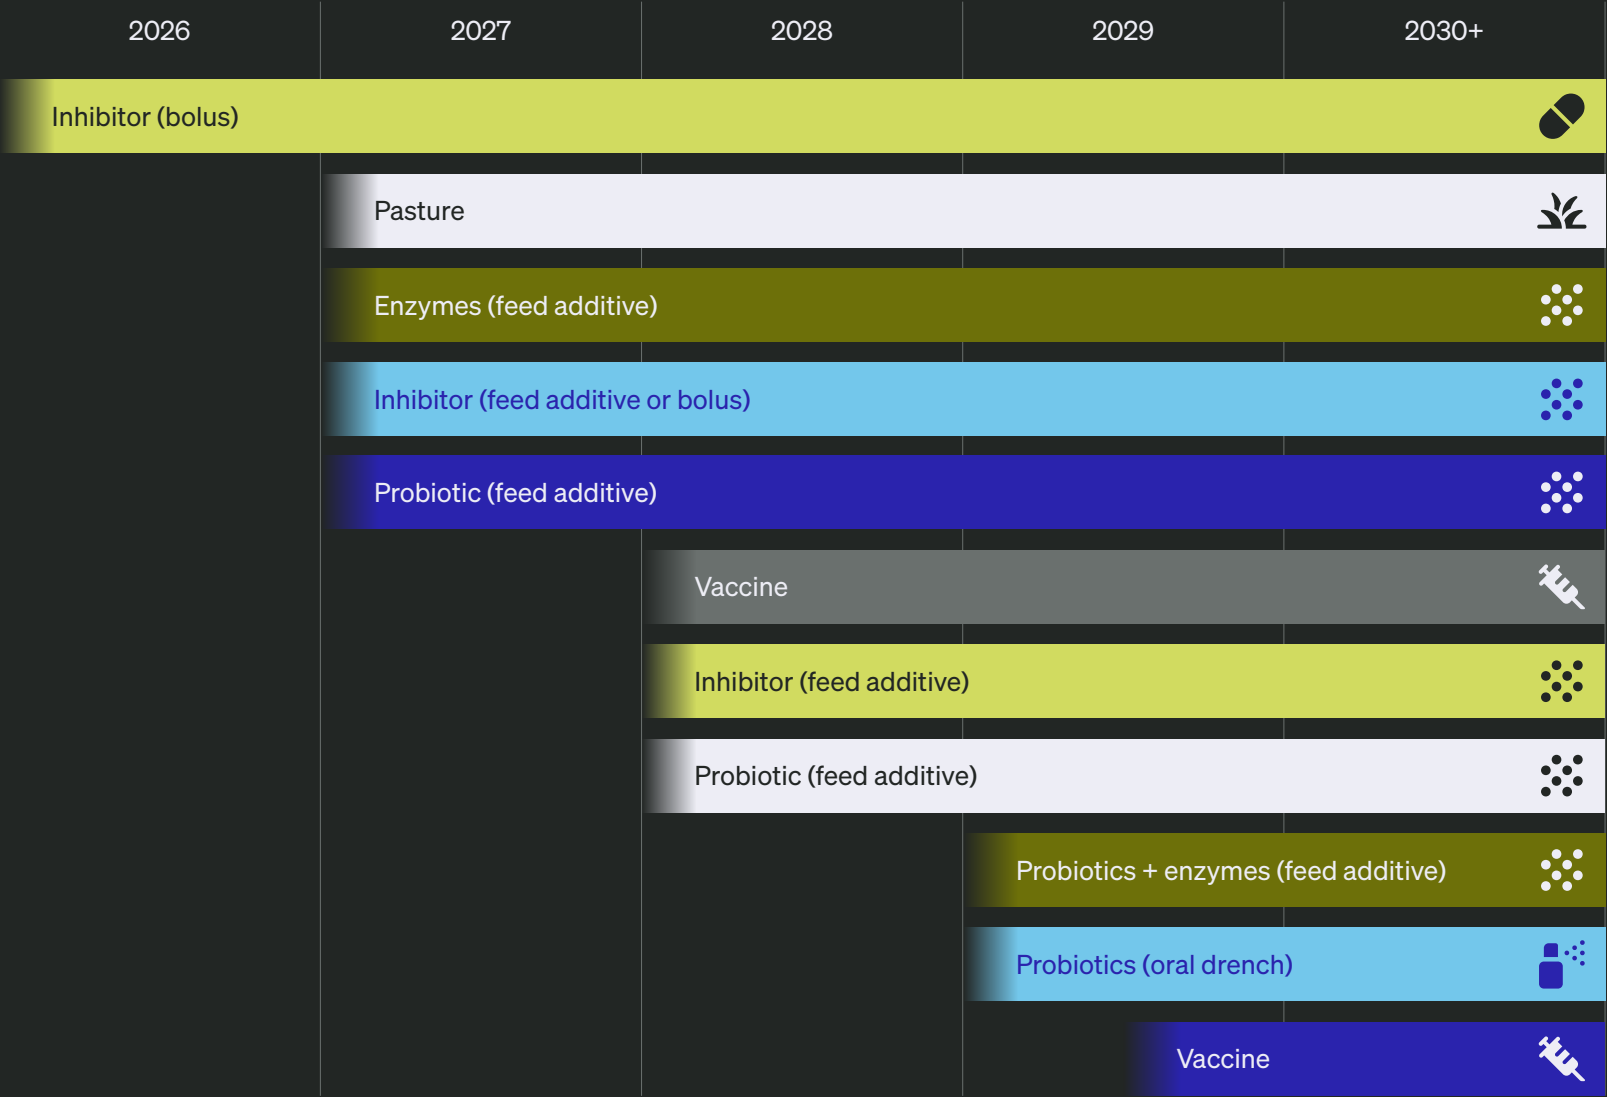 2026 2027 2028 2029 2030+
Inhibitor (bolus)
Pasture
Enzymes (feed additive)
Inhibitor (feed additive or bolus)
Probiotic (feed additive)
Vaccine
Inhibitor (feed additive)
Probiotic (feed additive)
Probiotics + enzymes (feed additive)
Probiotics (oral drench)
Vaccine